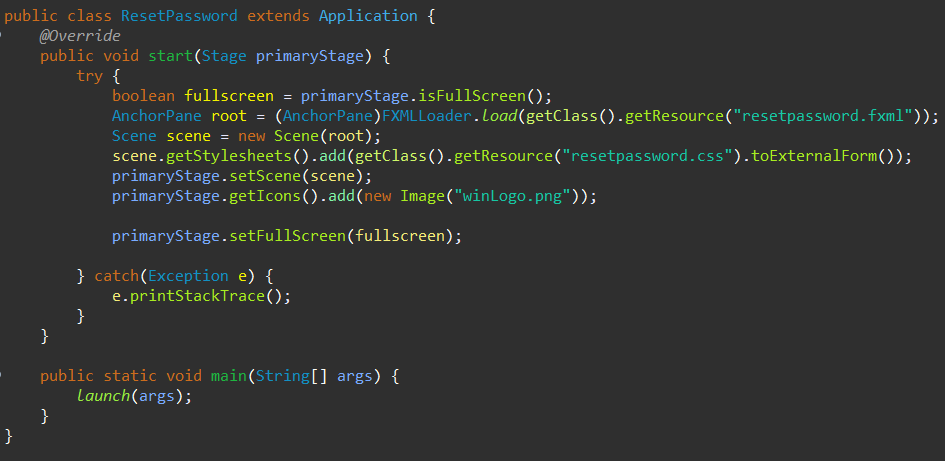 public class ResetPassword extends Application {
@Override
public void start(Stage primaryStage) {
try {
boolean fullscreen = primaryStage.isFullScreen();
AnchorPane root = (AnchorPane)FXMLLoader.load(getClass().getResource("resetpassword.fxml"));
Scene scene = new Scene(root);
scene.getStylesheets().add(getClass().getResource("resetpassword.css").toExternalForm());
primaryStage.setScene(scene);
primaryStage.getIcons().add(new Image("winLogo.png"));
primaryStage.setFullScreen(fullscreen);
} catch(Exception e) {
e.printStackTrace();
}
}
public static void main(String[] args) {
launch(args);
}
}